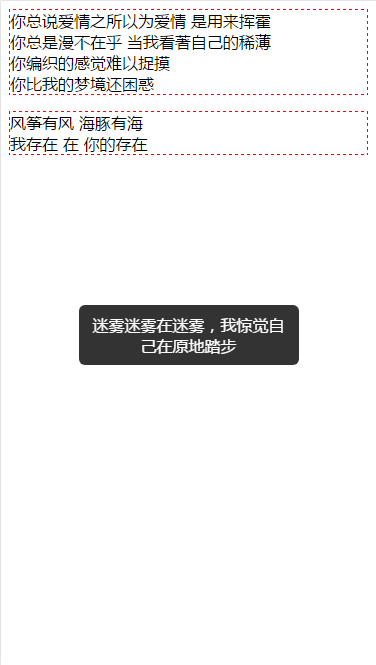 你总说爱情之所以为爱情 是用来挥霍
你总是漫不在乎 当我看著自己的稀薄
你编织的感觉难以捉摸
你比我的梦境还困惑
风筝有风 海豚有海
我存在 在 你的存在
迷雾迷雾在迷雾，我惊觉自
己在原地踏步